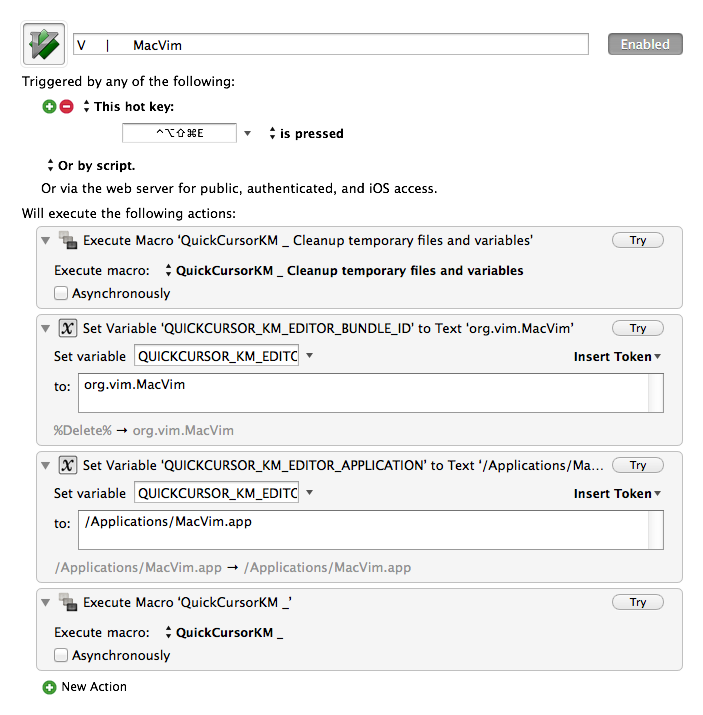 V | MacVim
Enabled
Triggered by any of the following:
This hot key:
^⌥⇧⌘E is pressed
Or by script.
Or via the web server for public, authenticated, and iOS access.
Will execute the following actions:
Execute Macro ‘QuickCursorKM _ Cleanup temporary files and variables’ Try
Execute macro: QuickCursorKM _ Cleanup temporary files and variables
Asynchronously
Set Variable ‘QUICKCURSOR_KM_EDITOR_BUNDLE_ID’ to Text ‘org.vim.MacVim’ Try
Set variable QUICKCURSOR_KM_EDITC Insert Token
to: org.vim.MacVim
%Delete% → org.vim.MacVim
Set Variable ‘QUICKCURSOR_KM_EDITOR_APPLICATION’ to Text ‘/Applications/Ma... Try
Set variable QUICKCURSOR_KM_EDITC Insert Token
to: /Applications/MacVim.app
/Applications/MacVim.app → /Applications/MacVim.app
Execute Macro ‘QuickCursorKM _’ Try
Execute macro: QuickCursorKM _
Asynchronously
New Action